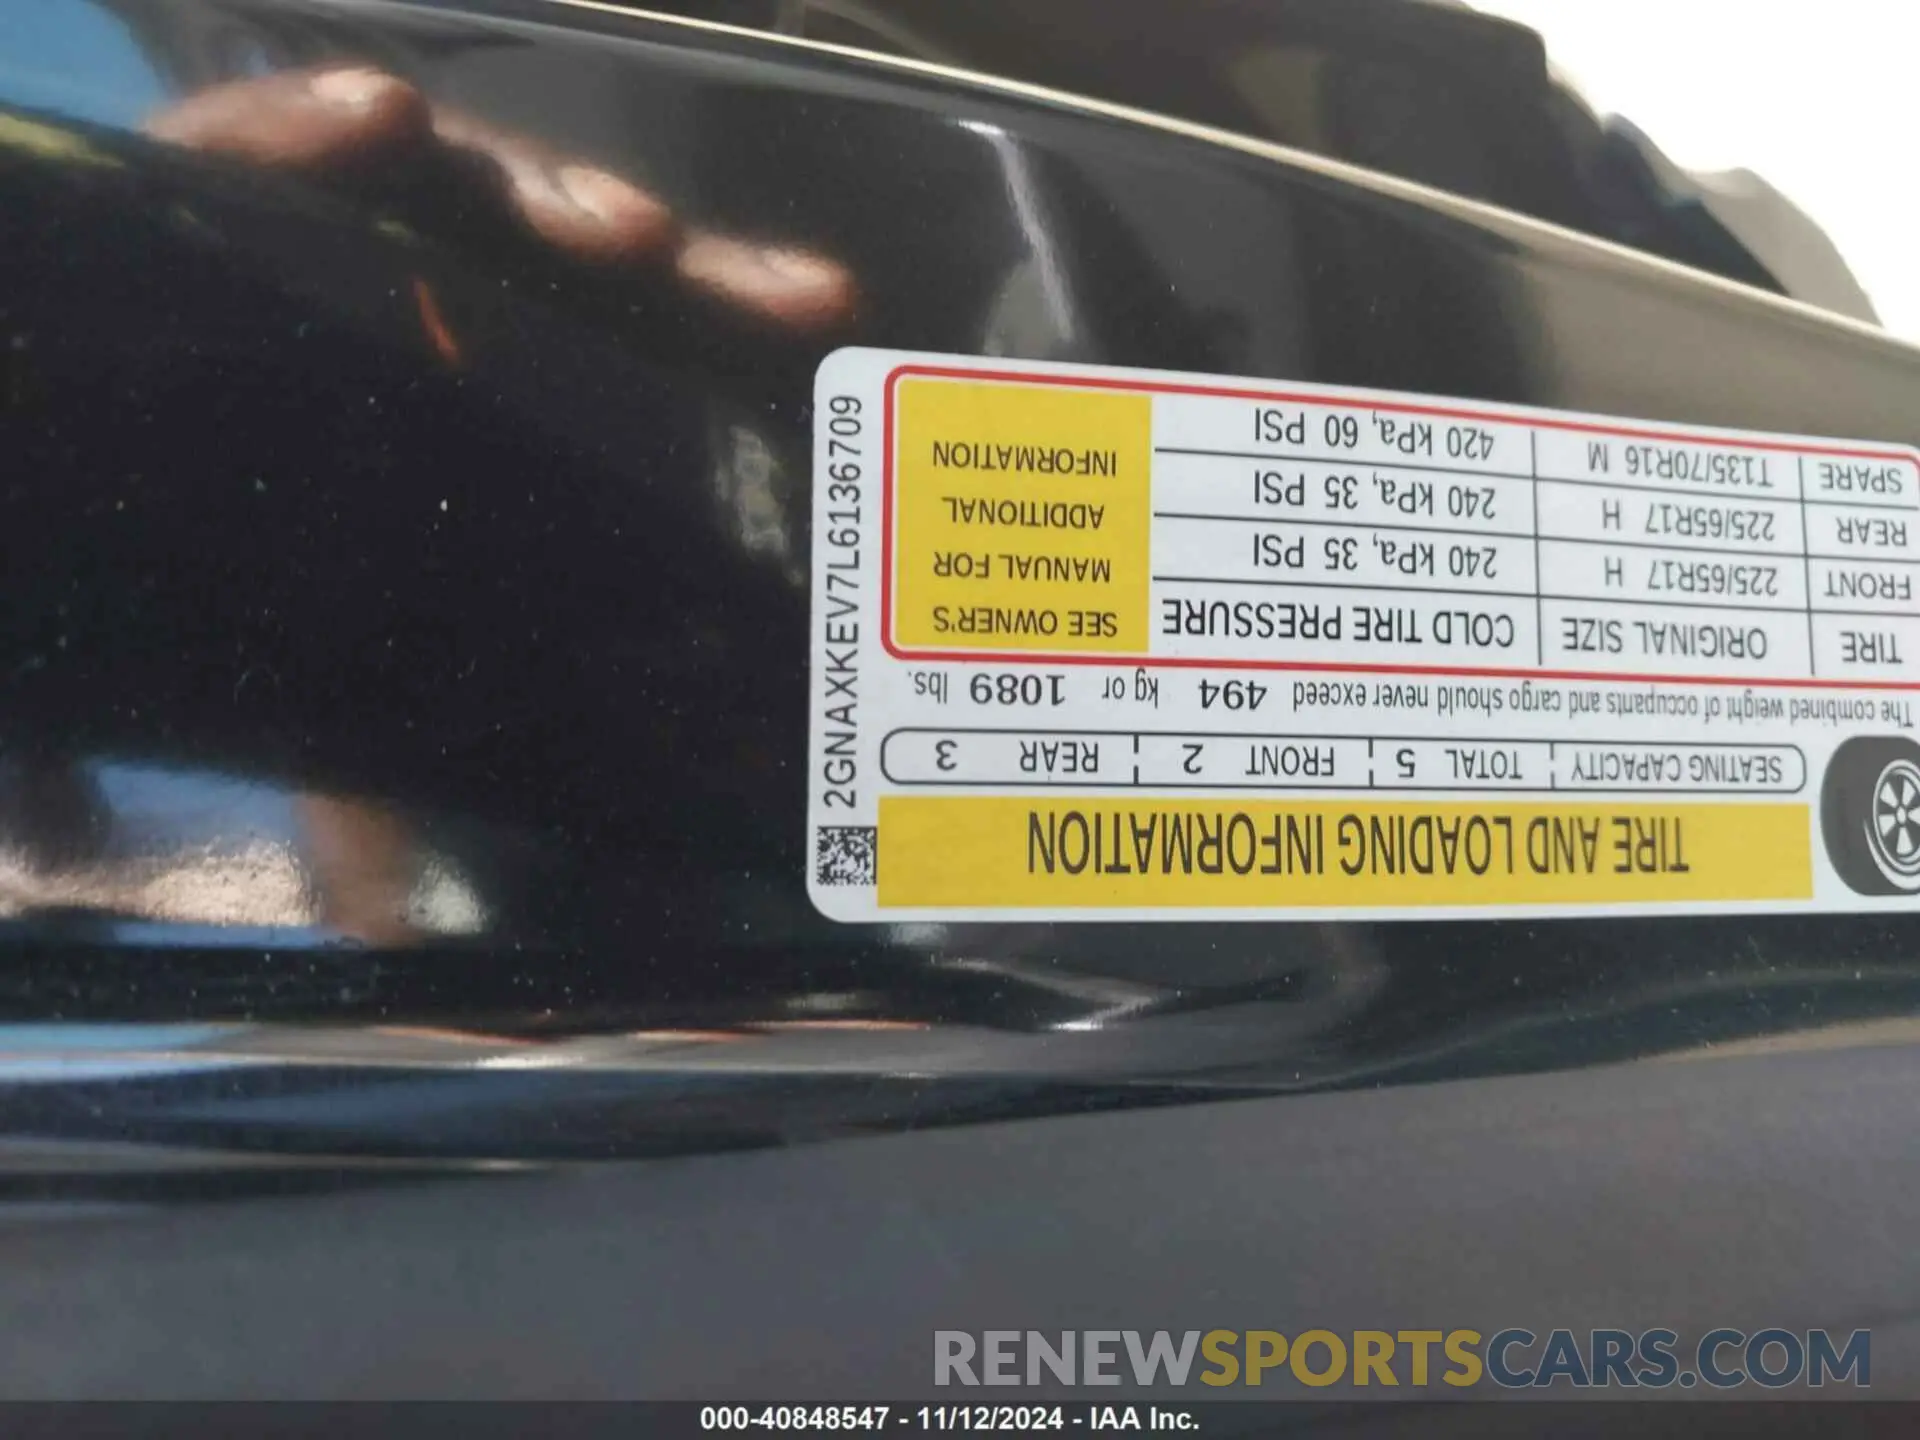 TIRE AND LOADING INFORMATION
SEATING CAPACITY TOTAL 5 FRONT 2 REAR 3
The combined weight of occupants and cargo should never exceed 494 kg or 1089 lbs.
TIRE ORIGINAL SIZE COLD TIRE PRESSURE
FRONT 225/65R17 H 240 kPa, 35 PSI
REAR 225/65R17 H 240 kPa, 35 PSI
SPARE T135/70R16 M 420 kPa, 60 PSI
SEE OWNER'S
MANUAL FOR
ADDITIONAL
INFORMATION
2GNAXKEV7L6136709
RENEWSPORTSCARS.COM
000-40848547 - 11/12/2024 - IAA Inc.